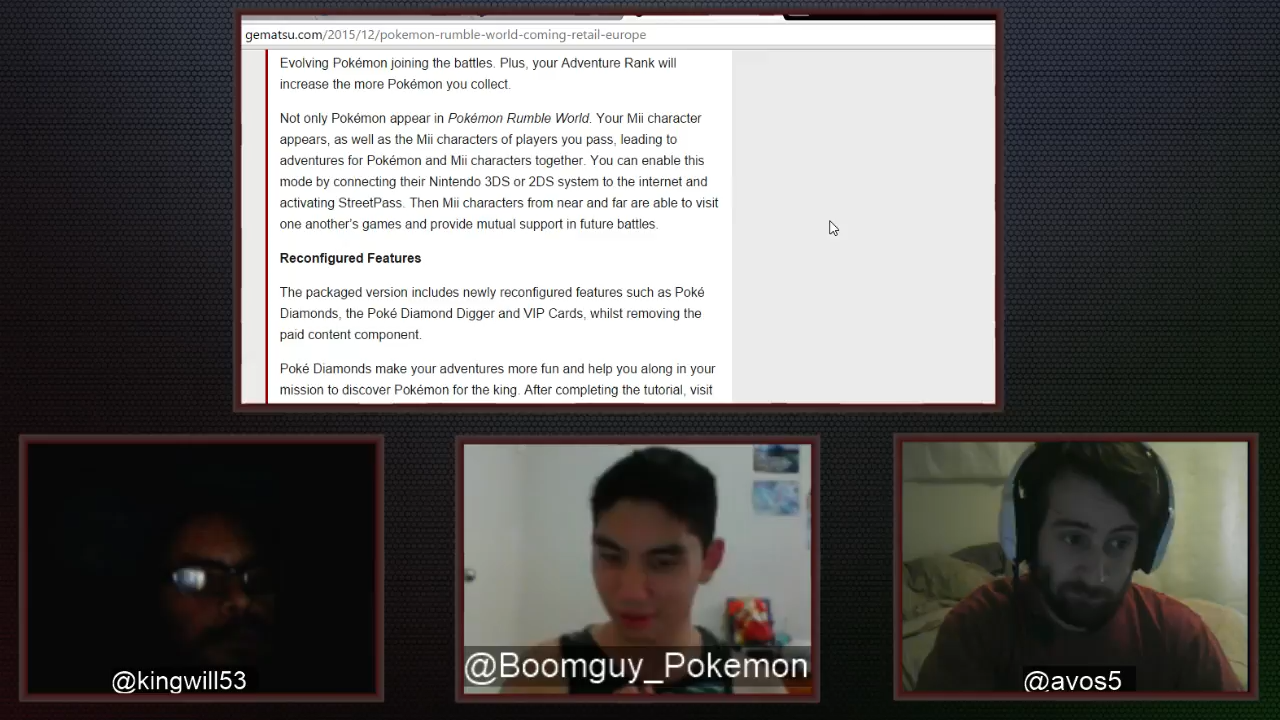 gematsu.com/2015/12/pokemon-rumble-world-coming-retail-europe
Evolving Pokémon joining the battles. Plus, your Adventure Rank will
increase the more Pokémon you collect.
Not only Pokémon appear in Pokémon Rumble World. Your Mii character
appears, as well as the Mii characters of players you pass, leading to
adventures for Pokémon and Mii characters together. You can enable this
mode by connecting their Nintendo 3DS or 2DS system to the internet and
activating StreetPass. Then Mii characters from near and far are able to visit
one another's games and provide mutual support in future battles.
Reconfigured Features
The packaged version includes newly reconfigured features such as Poké
Diamonds, the Poké Diamond Digger and VIP Cards, whilst removing the
paid content component.
Poké Diamonds make your adventures more fun and help you along in your
mission to discover Pokémon for the king. After completing the tutorial, visit
@kingwill53
@Boomguy_Pokemon
@avos5